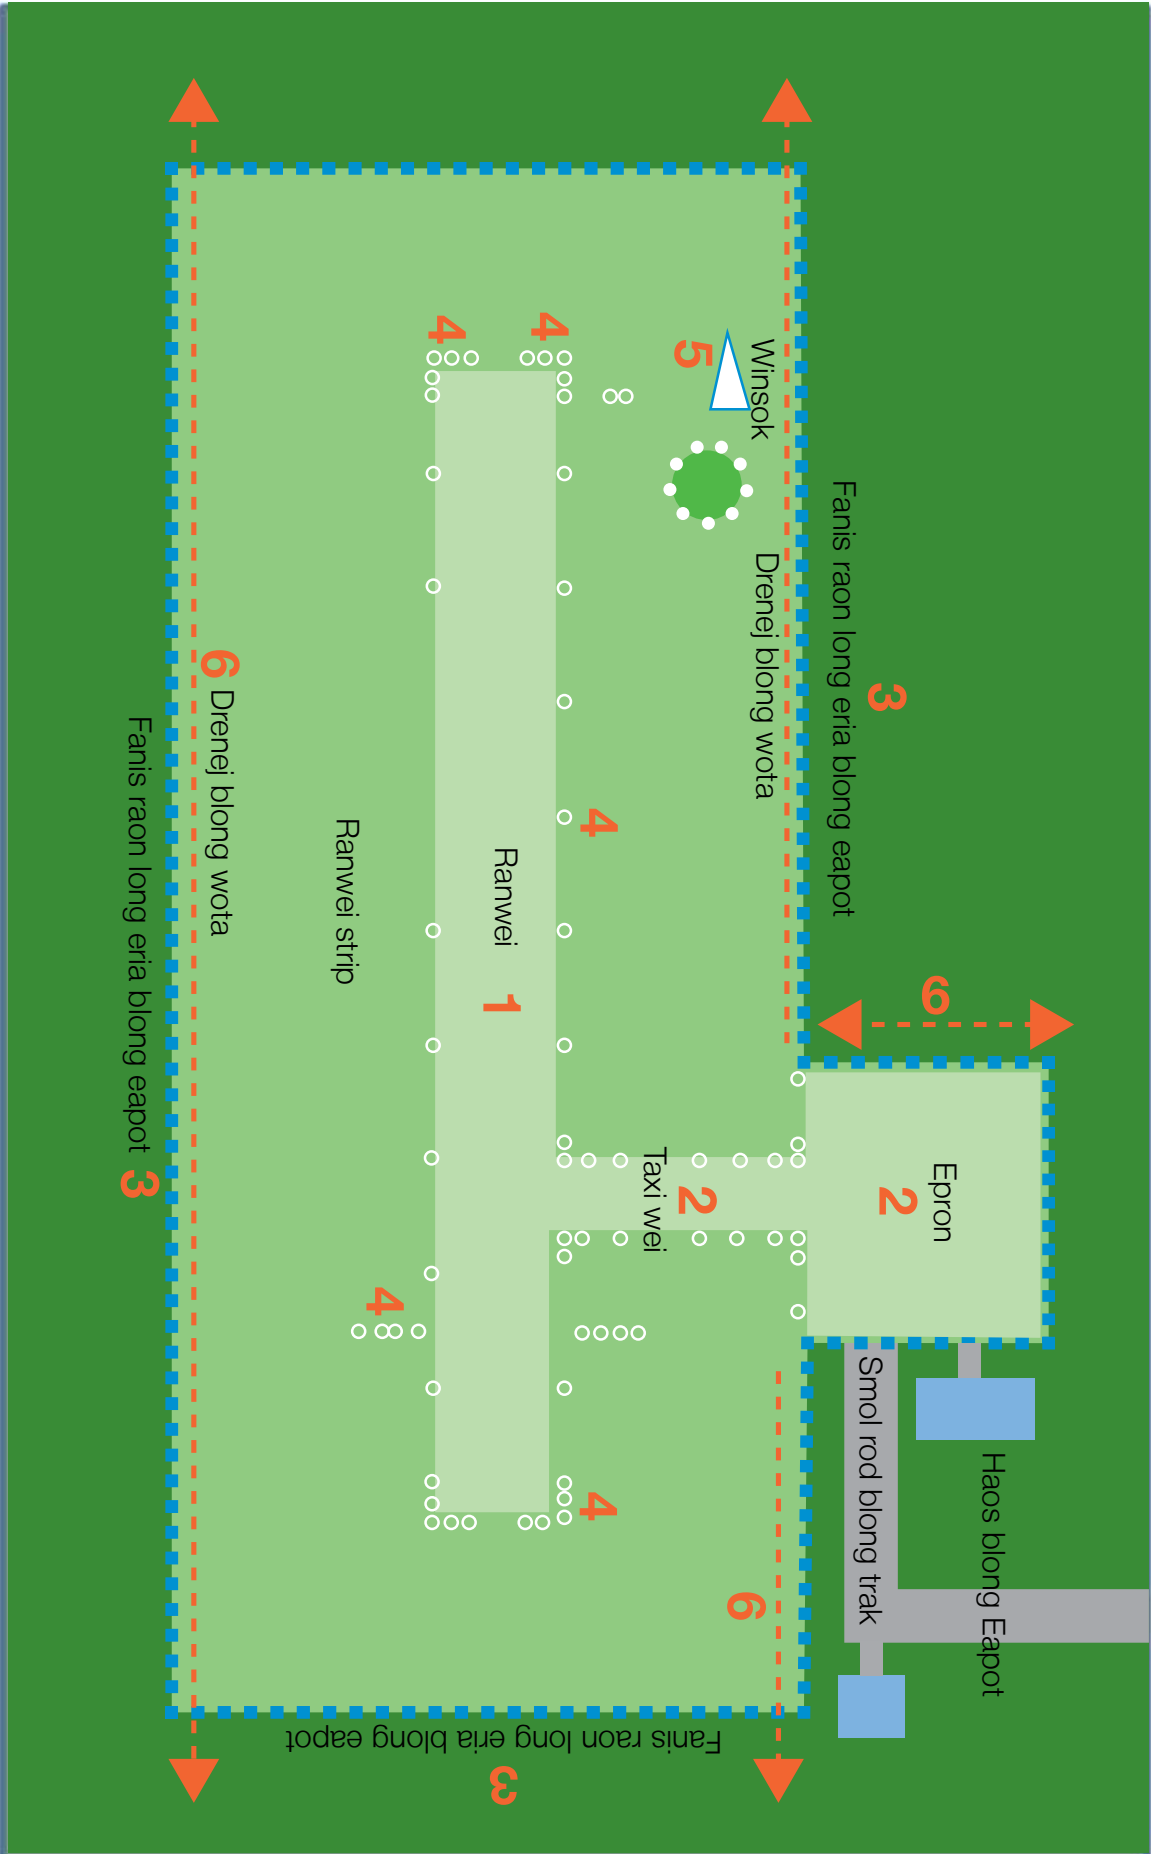 Fanis raon long eria blong eapot
3
6
Haos blong Eapot
Smol rod blong trak
Epron
2
Winsok
5
Drenej blong wota
Taxi wei
2
6
4
4
4
4
4
Ranwei
1
Ranwei strip
6
Drenej blong wota
Fanis raon long eria blong eapot
3
Fanis raon long eria blong eapot
3